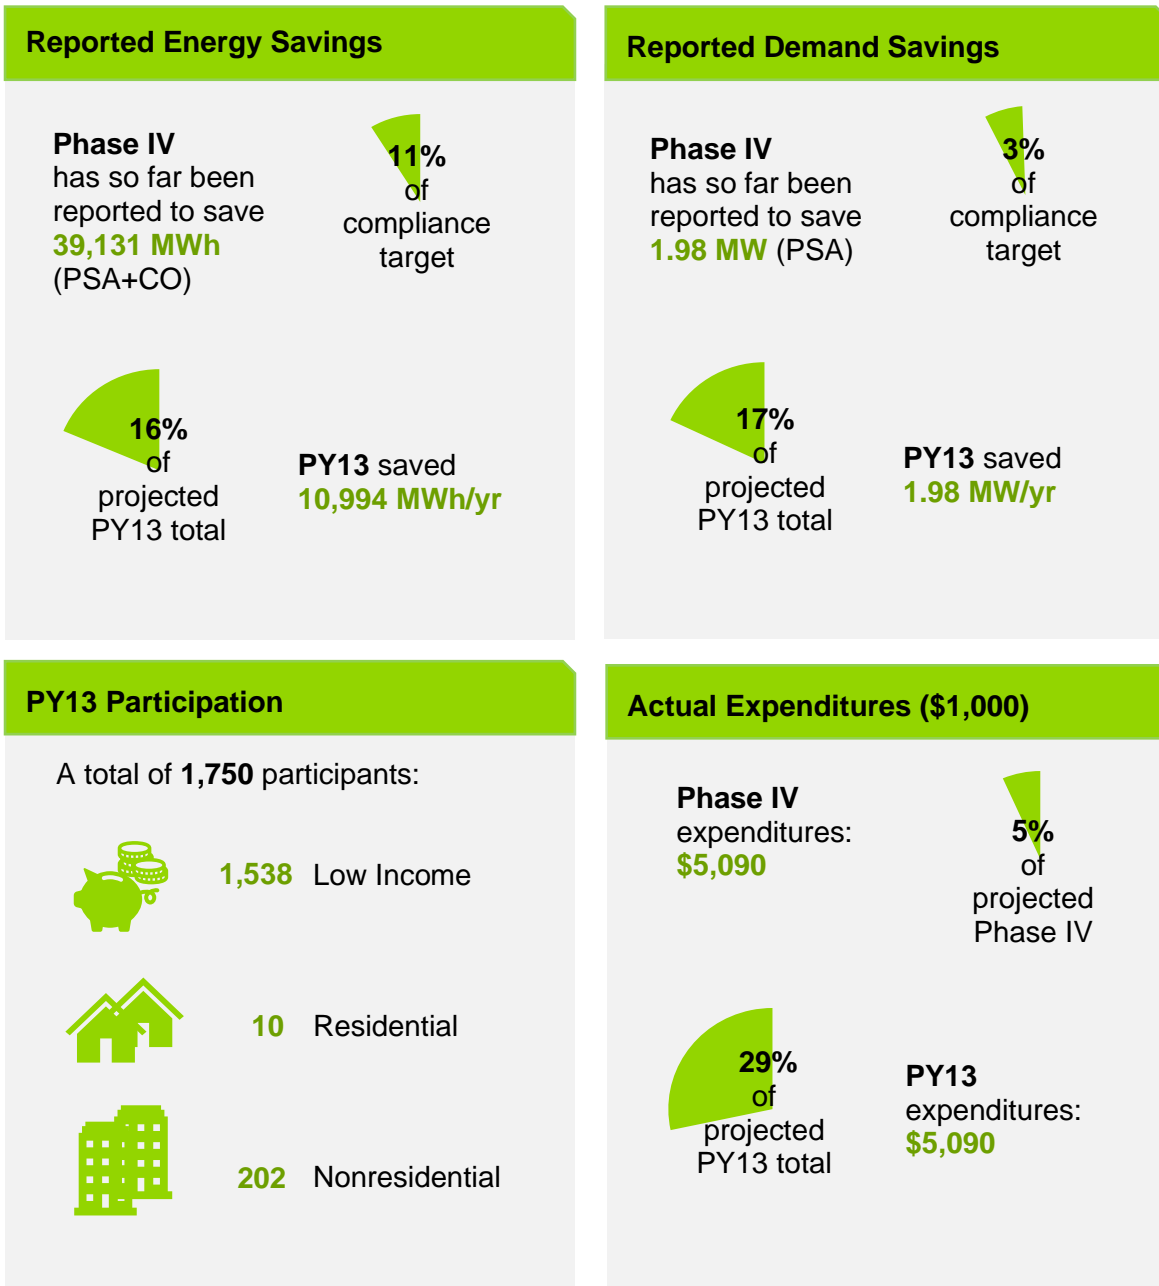 Reported Energy Savings
Phase IV
has so far been
reported to save
39,131 MWh
(PSA+CO)
11%
of
compliance
target
16%
of
projected
PY13 total
PY13 saved
10,994 MWh/yr
Reported Demand Savings
Phase IV
has so far been
reported to save
1.98 MW (PSA)
3%
of
compliance
target
17%
of
projected
PY13 total
PY13 saved
1.98 MW/yr
PY13 Participation
A total of 1,750 participants:
1,538 Low Income
10 Residential
202 Nonresidential
Actual Expenditures ($1,000)
Phase IV
expenditures:
$5,090
5%
of
projected
Phase IV
29%
of
projected
PY13 total
PY13
expenditures:
$5,090